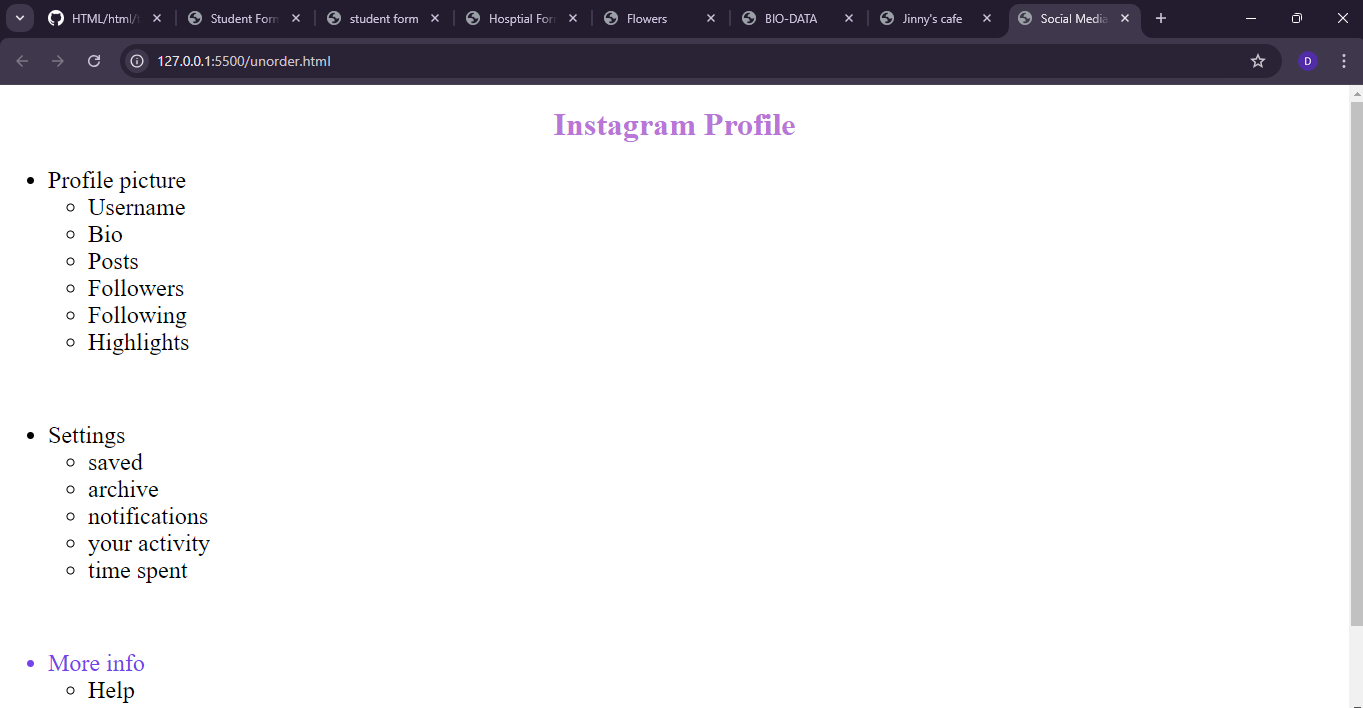 HTML/html/
Student Form
student form
Hosptial For
Flowers
BIO-DATA
Jinny's cafe
Social Media
127.0.0.1:5500/unorder.html
D
Instagram Profile
Profile picture
Username
Bio
Posts
Followers
Following
Highlights
Settings
saved
archive
notifications
your activity
time spent
More info
Help